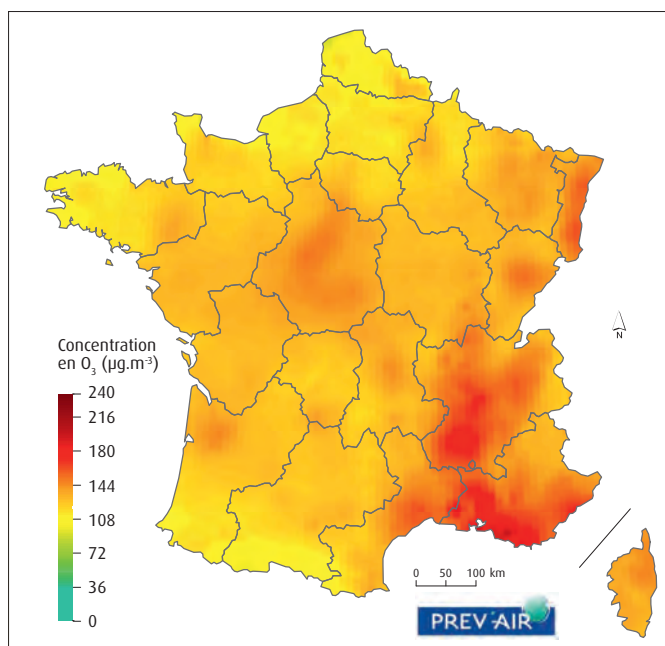 Concentration
en O₃ (µg.m⁻³)
240
216
180
144
108
72
36
0
N
0 50 100 km
PREV'AIR